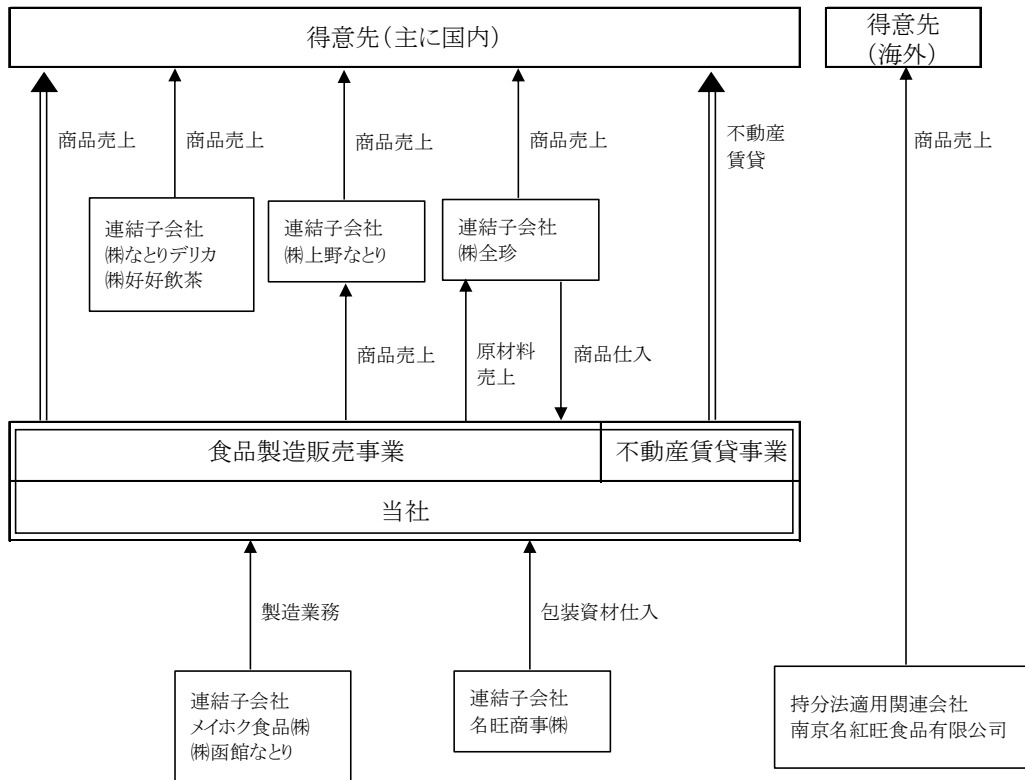 得意先（主に国内）
得意先
（海外）
商品売上
商品売上
商品売上
商品売上
不動産
賃貸
商品売上
連結子会社
㈱なとりデリカ
㈱好好飲茶
連結子会社
㈱上野なとり
連結子会社
㈱全珍
商品売上
原材料
売上
商品仕入
食品製造販売事業
不動産賃貸事業
当社
製造業務
包装資材仕入
連結子会社
メイホク食品㈱
㈱函館なとり
連結子会社
名旺商事㈱
持分法適用関連会社
南京名紅旺食品有限公司